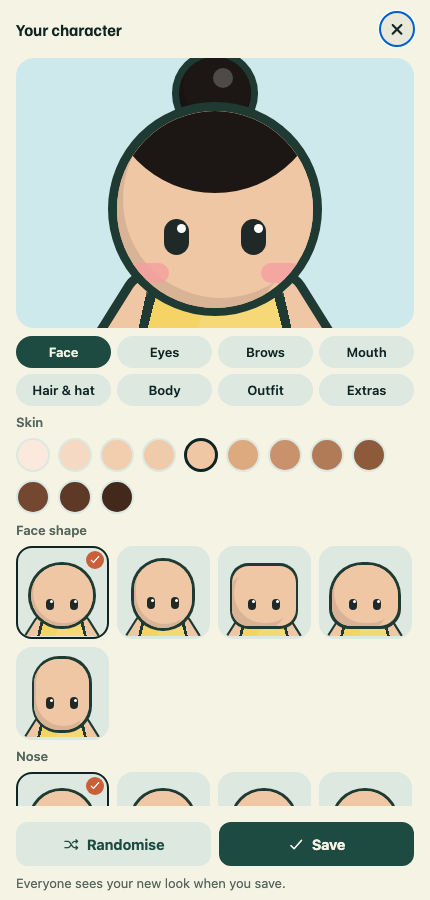 Your character
Face
Eyes
Brows
Mouth
Hair & hat
Body
Outfit
Extras
Skin
Face shape
Nose
Randomise
Save
Everyone sees your new look when you save.